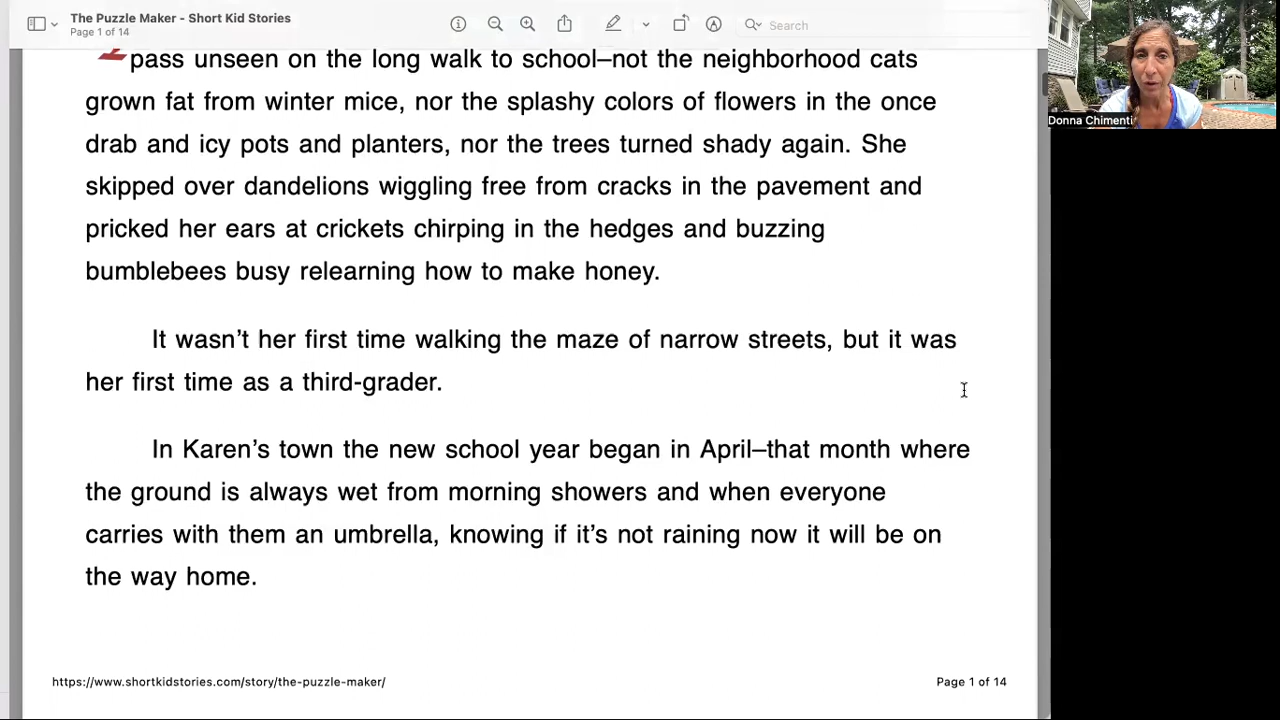 The Puzzle Maker - Short Kid Stories
Page 1 of 14
Search
pass unseen on the long walk to school–not the neighborhood cats
grown fat from winter mice, nor the splashy colors of flowers in the once
drab and icy pots and planters, nor the trees turned shady again. She
skipped over dandelions wiggling free from cracks in the pavement and
pricked her ears at crickets chirping in the hedges and buzzing
bumblebees busy relearning how to make honey.
It wasn’t her first time walking the maze of narrow streets, but it was
her first time as a third-grader.
In Karen’s town the new school year began in April–that month where
the ground is always wet from morning showers and when everyone
carries with them an umbrella, knowing if it’s not raining now it will be on
the way home.
https://www.shortkidstories.com/story/the-puzzle-maker/
Page 1 of 14
Donna Chimenti